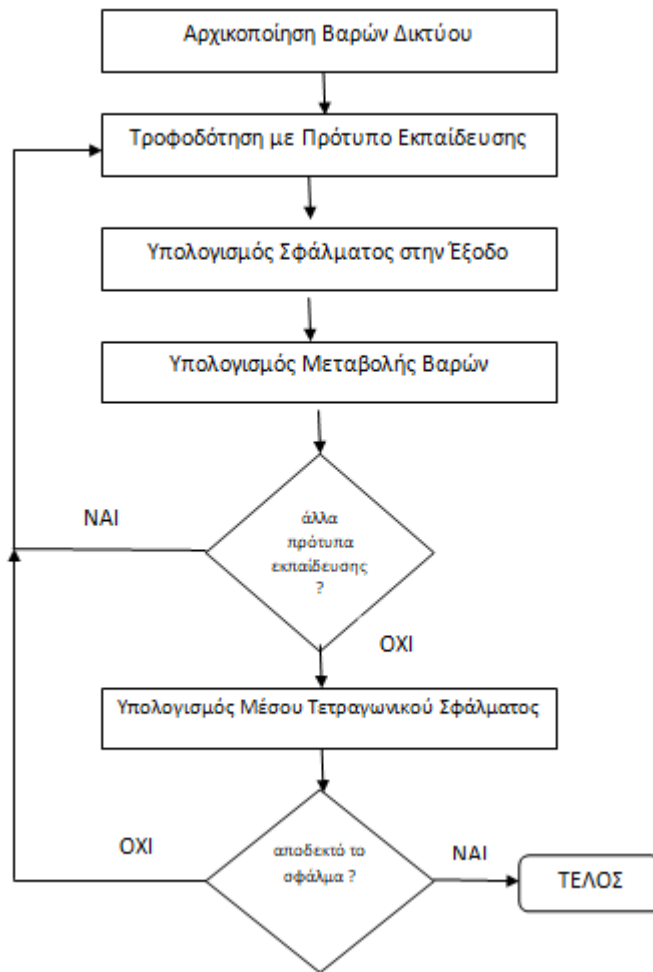 Αρχικοποίηση Βαρών Δικτύου
Τροφοδότηση με Πρότυπο Εκπαίδευσης
Υπολογισμός Σφάλματος στην Έξοδο
Υπολογισμός Μεταβολής Βαρών
ΝΑΙ
άλλα
πρότυπα
εκπαίδευσης
?
ΟΧΙ
Υπολογισμός Μέσου Τετραγωνικού Σφάλματος
ΟΧΙ
αποδεκτό το
σφάλμα ?
ΝΑΙ
ΤΕΛΟΣ